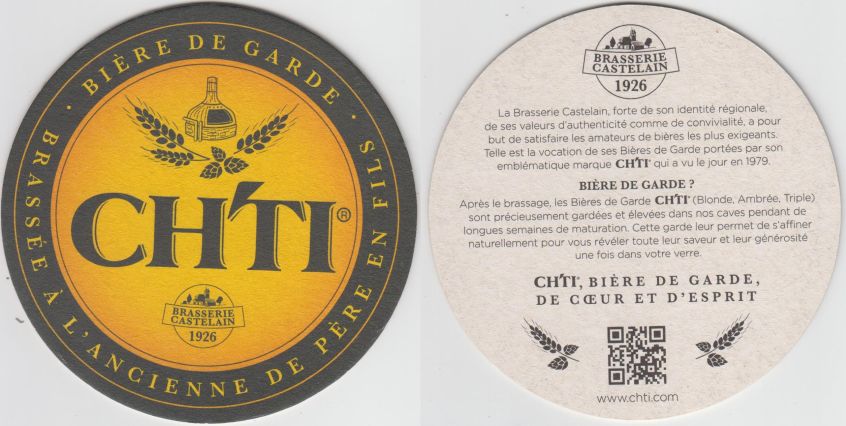 · BIÈRE DE GARDE ·
BRASSÉE À L'ANCIENNE DE PÈRE EN FILS
CH'TI®
BRASSERIE
CASTELAIN
1926
BRASSERIE
CASTELAIN
1926
La Brasserie Castelain, forte de son identité régionale,
de ses valeurs d'authenticité comme de convivialité, a pour
but de satisfaire les amateurs de bières les plus exigeants.
Telle est la vocation de ses Bières de Garde portées par son
emblématique marque CH'TI® qui a vu le jour en 1979.
BIÈRE DE GARDE ?
Après le brassage, les Bières de Garde CH'TI® (Blonde, Ambrée, Triple)
sont précieusement gardées et élevées dans nos caves pendant de
longues semaines de maturation. Cette garde leur permet de s'affiner
naturellement pour vous révéler toute leur saveur et leur générosité
une fois dans votre verre.
CH'TI®, BIÈRE DE GARDE,
DE CŒUR ET D'ESPRIT
www.chti.com